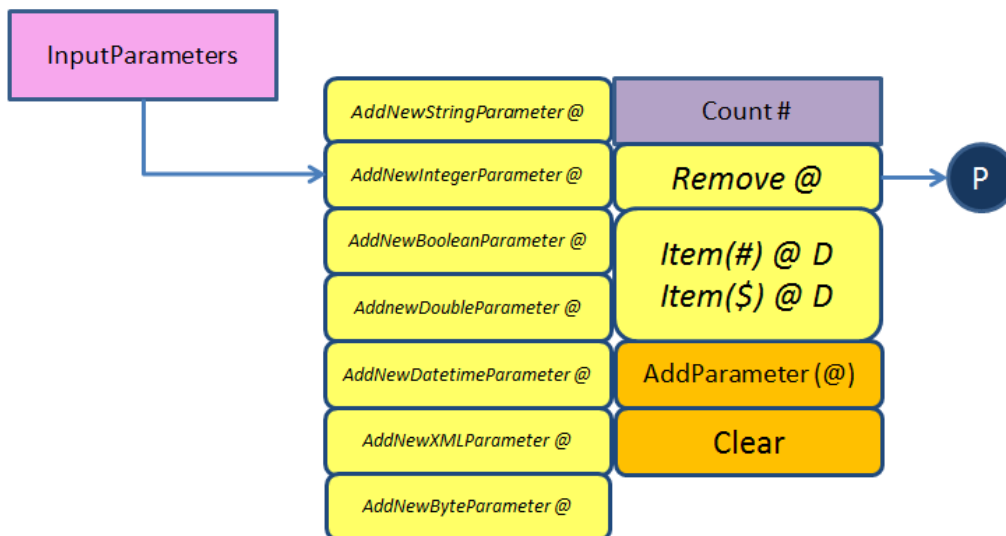 InputParameters
AddNewStringParameter @
AddNewIntegerParameter @
AddNewBooleanParameter @
AddnewDoubleParameter @
AddNewDatetimeParameter @
AddNewXMLParameter @
AddNewByteParameter @
Count #
Remove @
Item(#) @ D
Item($) @ D
AddParameter (@)
Clear
P